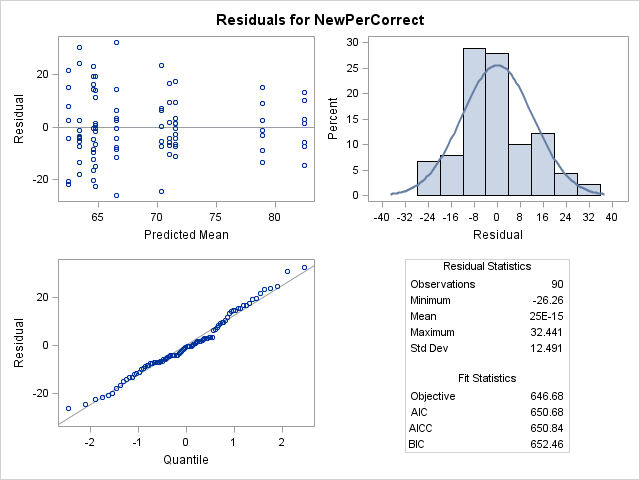 Residuals for NewPerCorrect
Residual
20
0
-20
65 70 75 80
Predicted Mean
Percent
30
25
20
15
10
5
0
-40 -32 -24 -16 -8 0 8 16 24 32 40
Residual
Residual
20
0
-20
-2 -1 0 1 2
Quantile
Residual Statistics
Observations 90
Minimum -26.26
Mean 25E-15
Maximum 32.441
Std Dev 12.491
Fit Statistics
Objective 646.68
AIC 650.68
AICC 650.84
BIC 652.46